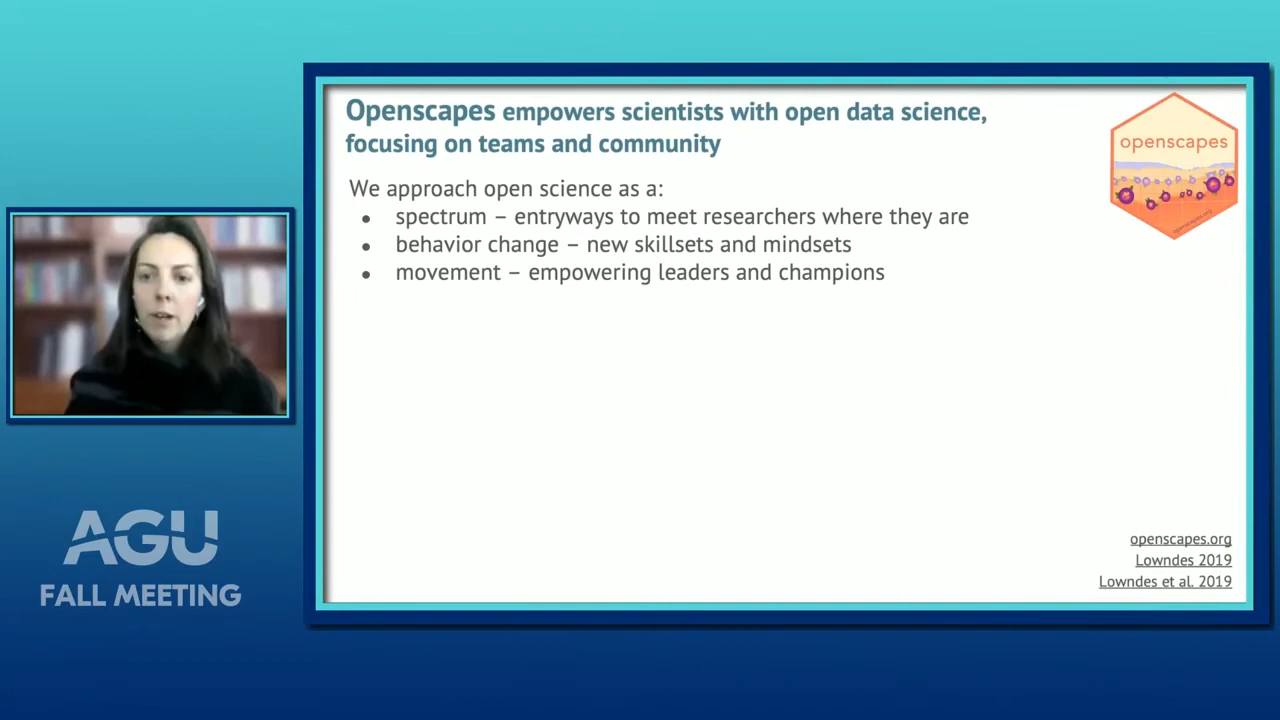 Openscapes empowers scientists with open data science,
focusing on teams and community
openscapes
openscapes.org
We approach open science as a:
● spectrum – entryways to meet researchers where they are
● behavior change – new skillsets and mindsets
● movement – empowering leaders and champions
AGU
FALL MEETING
openscapes.org
Lowndes 2019
Lowndes et al. 2019